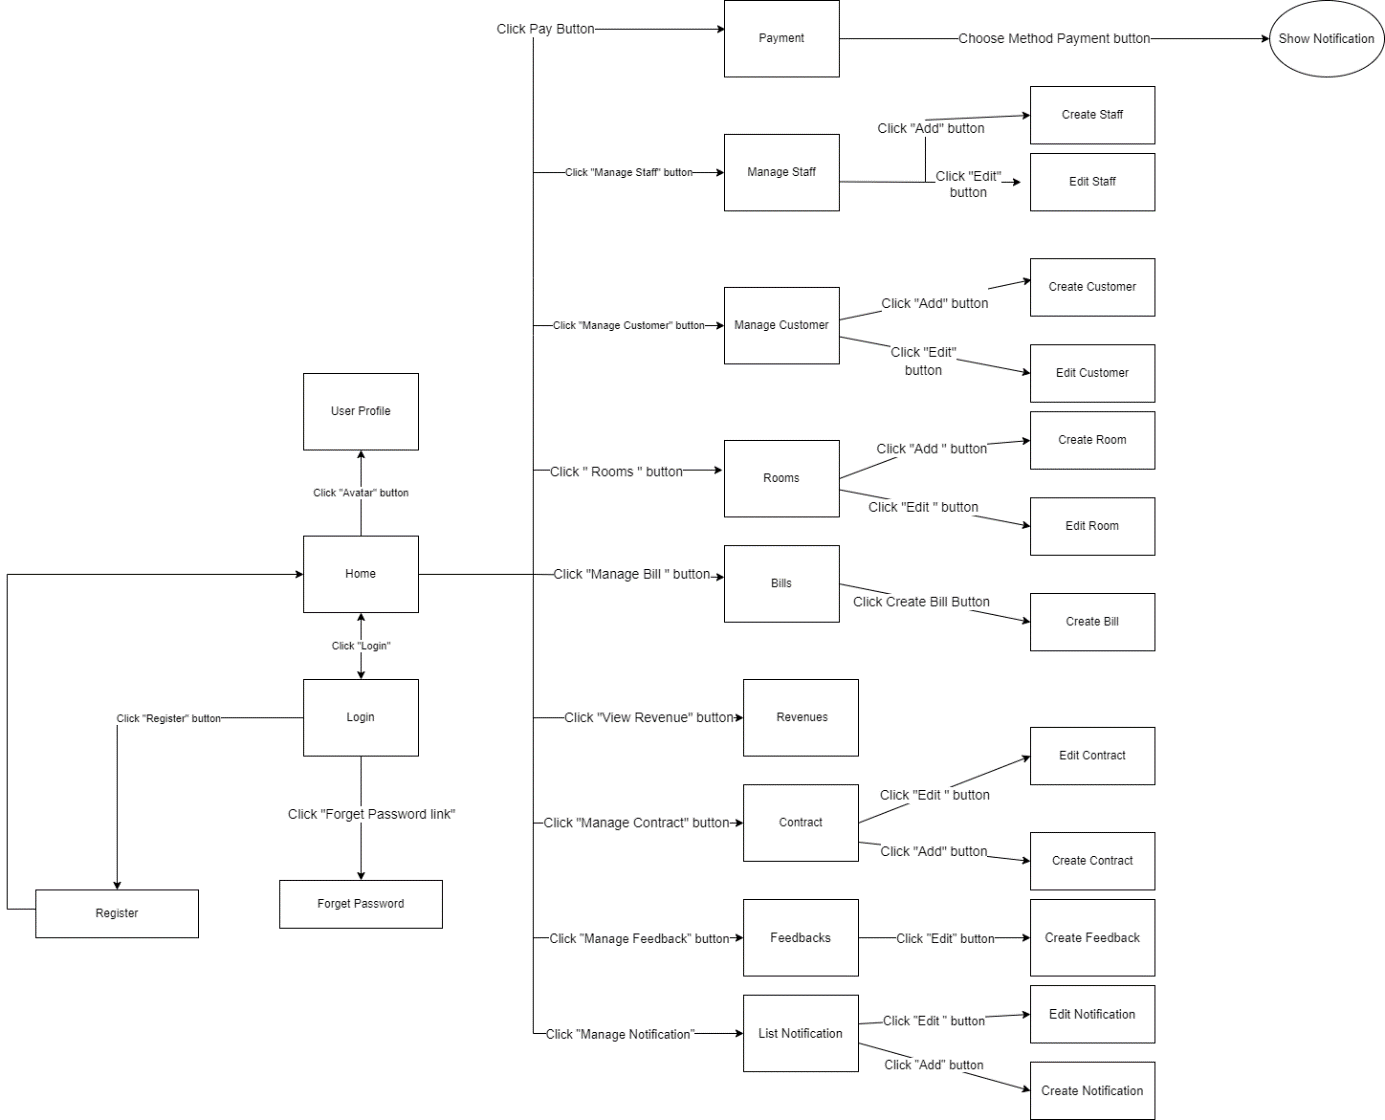 Click Pay Button
Payment
Choose Method Payment button
Show Notification
Create Staff
Click "Add" button
Click "Manage Staff" button
Manage Staff
Click "Edit"
button
Edit Staff
Create Customer
Click "Add" button
Click "Manage Customer" button
Manage Customer
Click "Edit"
button
Edit Customer
User Profile
Create Room
Click "Add " button
Click " Rooms " button
Rooms
Click "Avatar" button
Click "Edit " button
Edit Room
Home
Click "Manage Bill " button
Bills
Click Create Bill Button
Create Bill
Click "Login"
Click "Register" button
Login
Click "View Revenue" button
Revenues
Edit Contract
Click "Edit " button
Click "Forget Password link"
Click "Manage Contract" button
Contract
Click "Add" button
Create Contract
Forget Password
Register
Click "Manage Feedback" button
Feedbacks
Click "Edit" button
Create Feedback
Edit Notification
Click "Edit " button
Click "Manage Notification"
List Notification
Click "Add" button
Create Notification